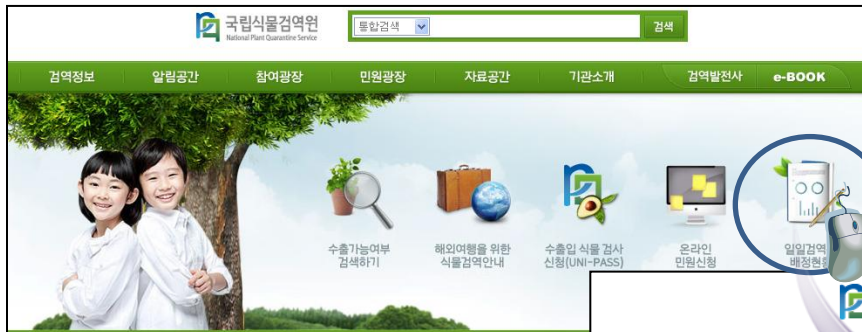 국립식물검역원
National Plant Quarantine Service
통합검색
검색
검역정보 알림공간 참여광장 민원광장 자료공간 기관소개 검역발전사 e-BOOK
수출가능여부
검색하기
해외여행을 위한
식물검역안내
수출입 식물 검사
신청(UNI-PASS)
온라인
민원신청
일일검역
배정현황